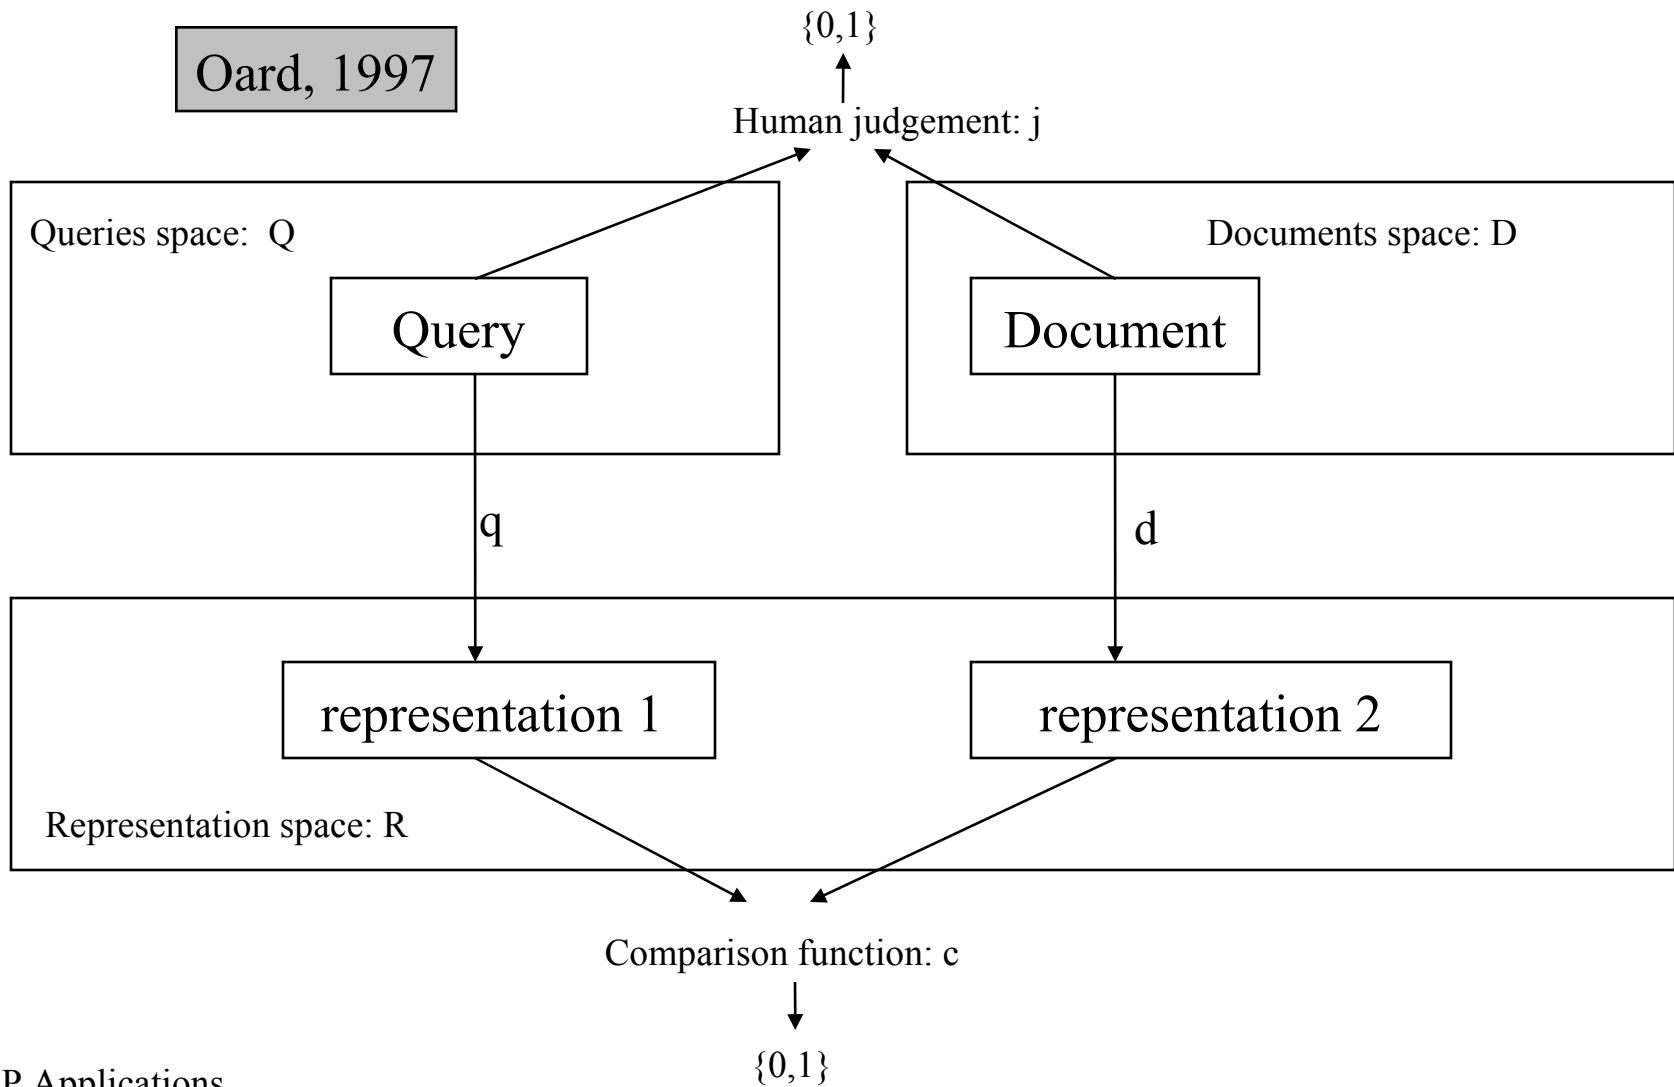 {0,1}
Oard, 1997
Human judgement: j
Queries space: Q
Documents space: D
Query
Document
q
d
representation 1
representation 2
Representation space: R
Comparison function: c
{0,1}
P Applications